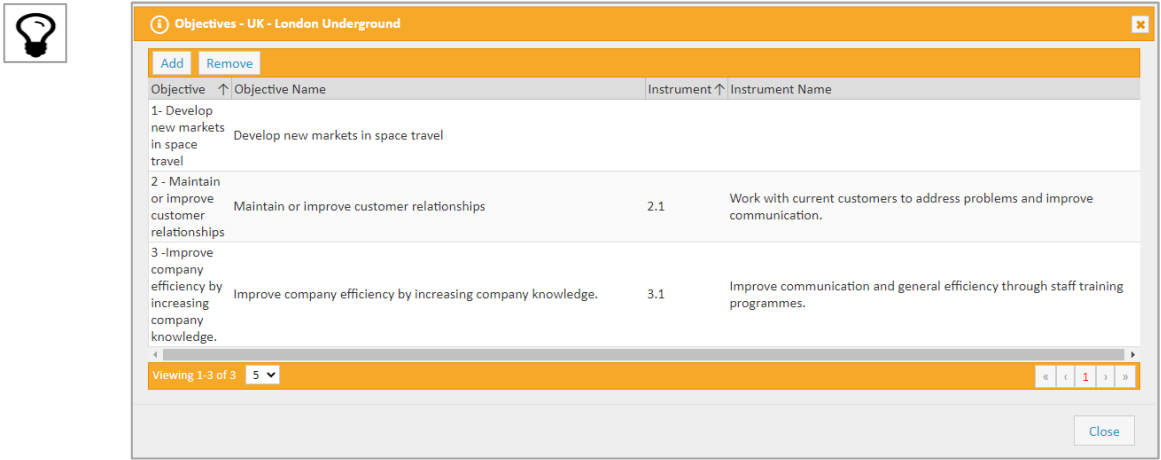 Objectives - UK - London Underground
Add Remove
Objective Objective Name Instrument Instrument Name
1- Develop
new markets
in space
travel
Develop new markets in space travel
2 - Maintain
or improve
customer
relationships
Maintain or improve customer relationships
2.1
Work with current customers to address problems and improve
communication.
3 -Improve
company
efficiency by
increasing
company
knowledge.
Improve company efficiency by increasing company knowledge.
3.1
Improve communication and general efficiency through staff training
programmes.
Viewing 1-3 of 3 5 « ‹ 1 › »
Close